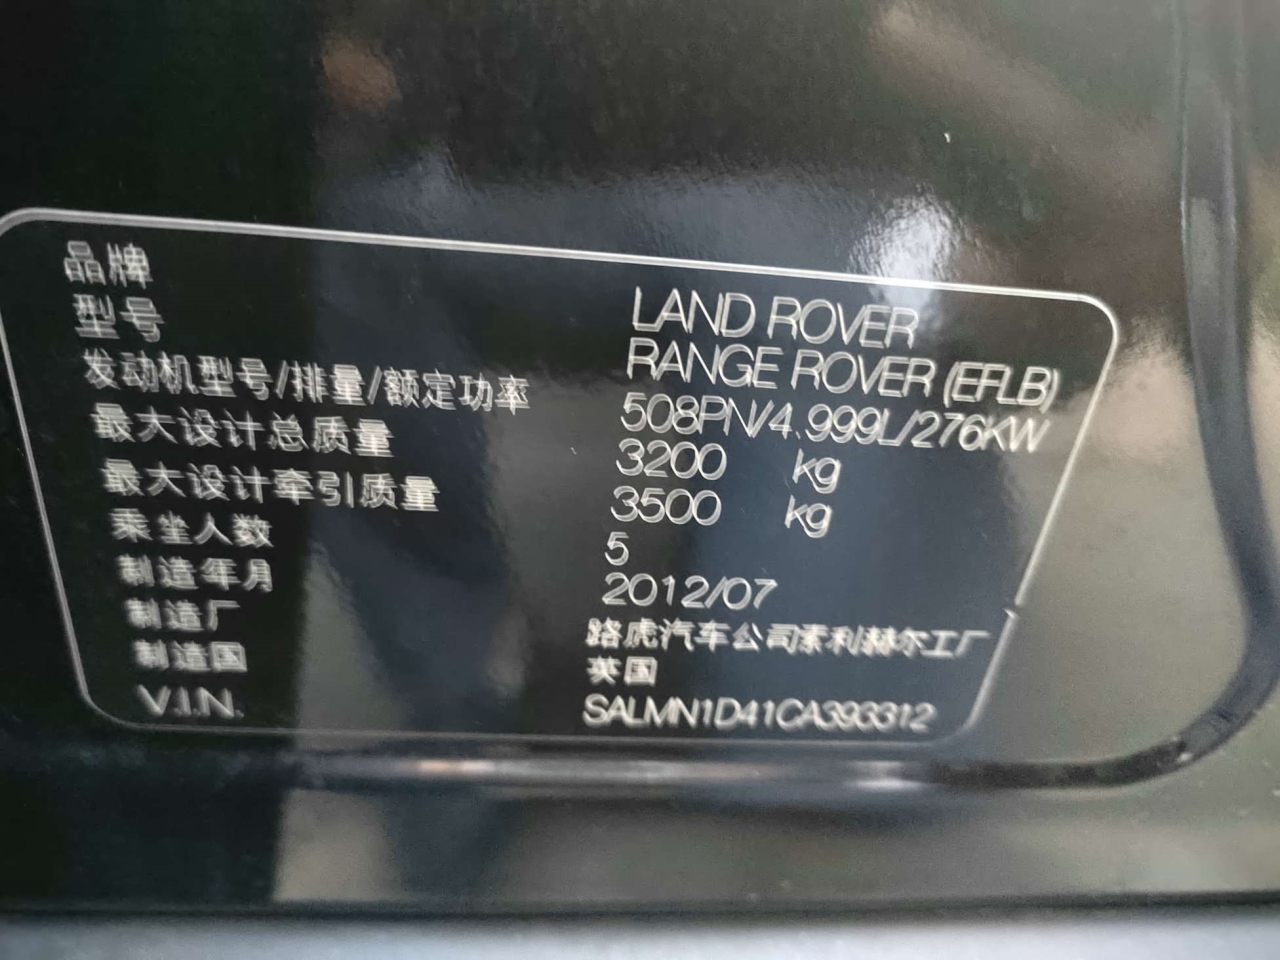 品牌 LAND ROVER
型号 RANGE ROVER (EFLB)
发动机型号/排量/额定功率 508PN/4.999L/276KW
最大设计总质量 3200 kg
最大设计牵引质量 3500 kg
乘坐人数 5
制造年月 2012/07
制造厂 路虎汽车公司索利赫尔工厂
制造国 英国
V.I.N. SALMN1D41CA393312